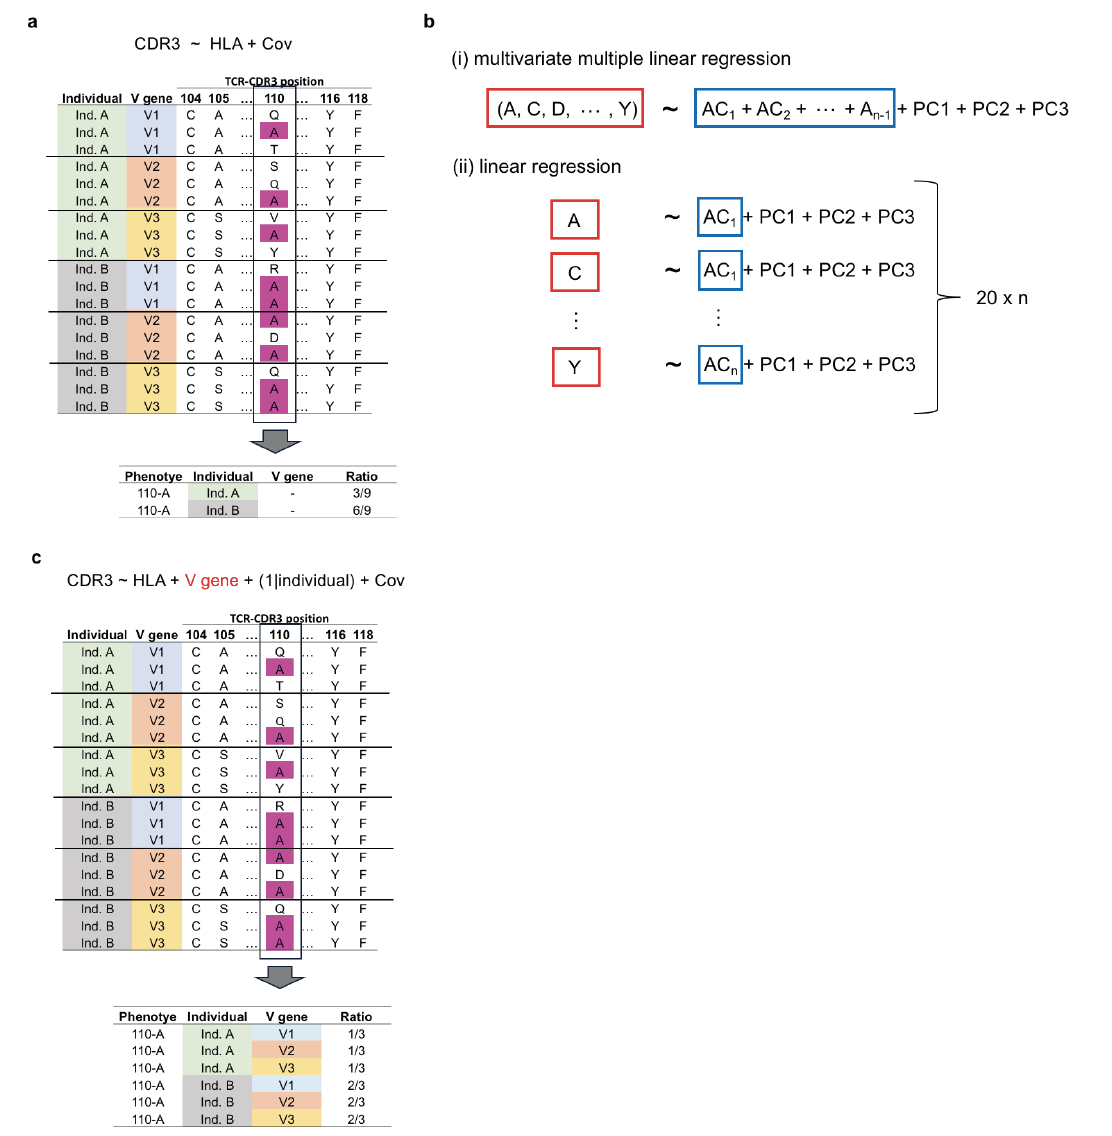 a
CDR3 ~ HLA + Cov
TCR-CDR3 position
Individual V gene 104 105 ... 110 ... 116 118
Ind. A V1 C A ... Q ... Y F
Ind. A V1 C A ... A ... Y F
Ind. A V1 C A ... T ... Y F
Ind. A V2 C A ... S ... Y F
Ind. A V2 C A ... Q ... Y F
Ind. A V2 C A ... A ... Y F
Ind. A V3 C S ... V ... Y F
Ind. A V3 C S ... A ... Y F
Ind. A V3 C S ... Y ... Y F
Ind. B V1 C A ... R ... Y F
Ind. B V1 C A ... A ... Y F
Ind. B V1 C A ... A ... Y F
Ind. B V2 C A ... A ... Y F
Ind. B V2 C A ... D ... Y F
Ind. B V2 C A ... A ... Y F
Ind. B V3 C S ... Q ... Y F
Ind. B V3 C S ... A ... Y F
Ind. B V3 C S ... A ... Y F
Phenotye Individual V gene Ratio
110-A Ind. A - 3/9
110-A Ind. B - 6/9
b
(i) multivariate multiple linear regression
(A, C, D, ⋯ , Y) ~ AC1 + AC2 + ⋯ + An-1 + PC1 + PC2 + PC3
(ii) linear regression
A ~ AC1 + PC1 + PC2 + PC3
C ~ AC1 + PC1 + PC2 + PC3
⋮ ⋮
Y ~ ACn + PC1 + PC2 + PC3
20 x n
c
CDR3 ~ HLA + V gene + (1|individual) + Cov
TCR-CDR3 position
Individual V gene 104 105 ... 110 ... 116 118
Ind. A V1 C A ... Q ... Y F
Ind. A V1 C A ... A ... Y F
Ind. A V1 C A ... T ... Y F
Ind. A V2 C A ... S ... Y F
Ind. A V2 C A ... Q ... Y F
Ind. A V2 C A ... A ... Y F
Ind. A V3 C S ... V ... Y F
Ind. A V3 C S ... A ... Y F
Ind. A V3 C S ... Y ... Y F
Ind. B V1 C A ... R ... Y F
Ind. B V1 C A ... A ... Y F
Ind. B V1 C A ... A ... Y F
Ind. B V2 C A ... A ... Y F
Ind. B V2 C A ... D ... Y F
Ind. B V2 C A ... A ... Y F
Ind. B V3 C S ... Q ... Y F
Ind. B V3 C S ... A ... Y F
Ind. B V3 C S ... A ... Y F
Phenotye Individual V gene Ratio
110-A Ind. A V1 1/3
110-A Ind. A V2 1/3
110-A Ind. A V3 1/3
110-A Ind. B V1 2/3
110-A Ind. B V2 2/3
110-A Ind. B V3 2/3